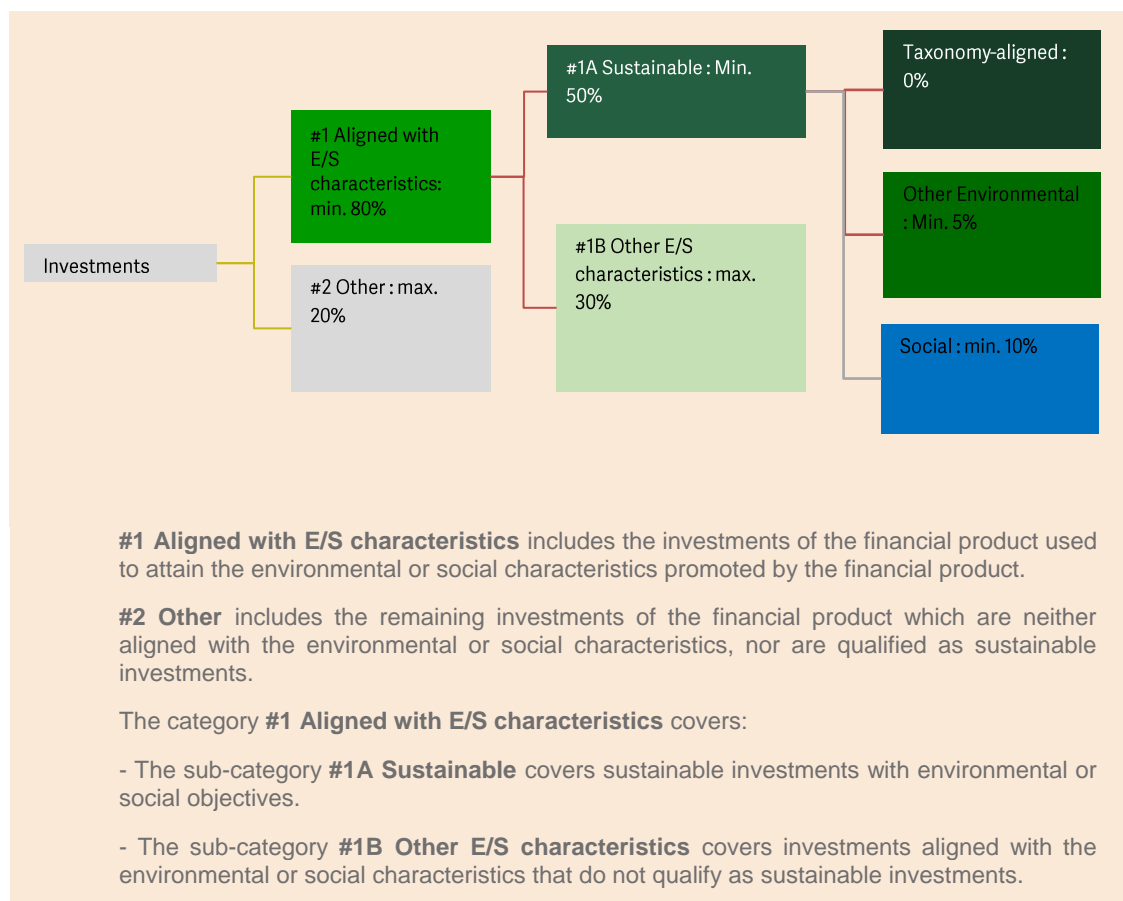 Investments
#1 Aligned with
E/S
characteristics:
min. 80%
#2 Other : max.
20%
#1A Sustainable : Min.
50%
#1B Other E/S
characteristics : max.
30%
Taxonomy-aligned :
0%
Other Environmental
: Min. 5%
Social : min. 10%
#1 Aligned with E/S characteristics includes the investments of the financial product used
to attain the environmental or social characteristics promoted by the financial product.
#2 Other includes the remaining investments of the financial product which are neither
aligned with the environmental or social characteristics, nor are qualified as sustainable
investments.
The category #1 Aligned with E/S characteristics covers:
- The sub-category #1A Sustainable covers sustainable investments with environmental or
social objectives.
- The sub-category #1B Other E/S characteristics covers investments aligned with the
environmental or social characteristics that do not qualify as sustainable investments.